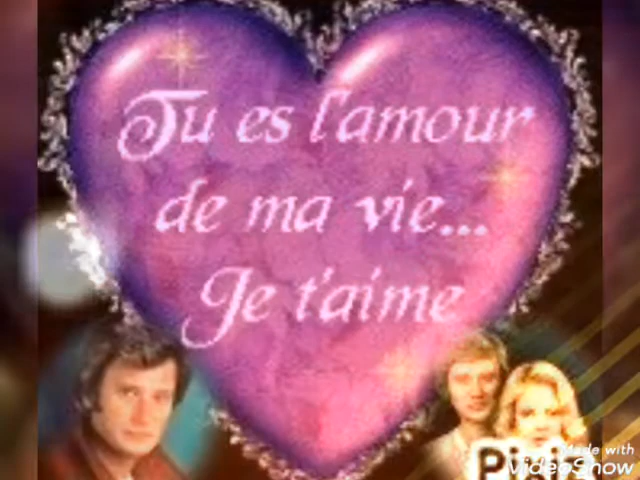 Tu es l'amour
de ma vie...
Je t'aime
Made with
VideoShow